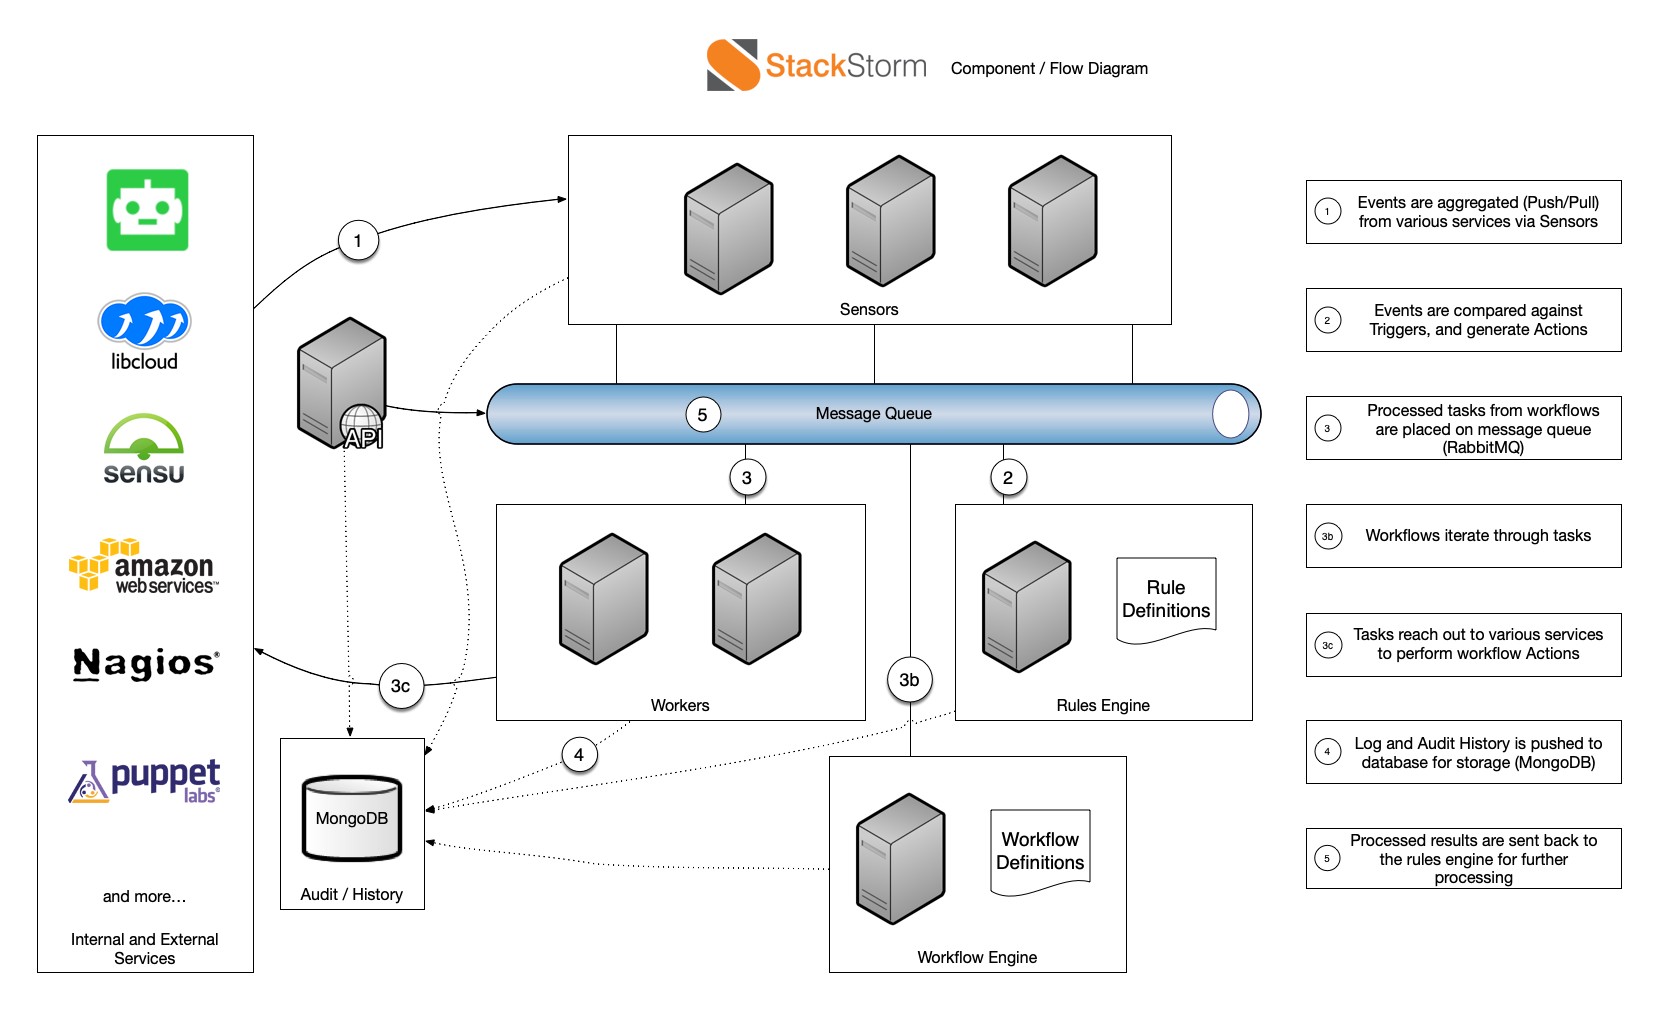 StackStorm
Component / Flow Diagram
libcloud
sensu
amazon
webservices™
Nagios®
puppet
labs®
and more...
Internal and External
Services
1
API
Sensors
5
Message Queue
3
2
3b
3c
4
Workers
Rule
Definitions
Rules Engine
MongoDB
Audit / History
Workflow
Definitions
Workflow Engine
1
Events are aggregated (Push/Pull)
from various services via Sensors
2
Events are compared against
Triggers, and generate Actions
3
Processed tasks from workflows
are placed on message queue
(RabbitMQ)
3b
Workflows iterate through tasks
3c
Tasks reach out to various services
to perform workflow Actions
4
Log and Audit History is pushed to
database for storage (MongoDB)
5
Processed results are sent back to
the rules engine for further
processing